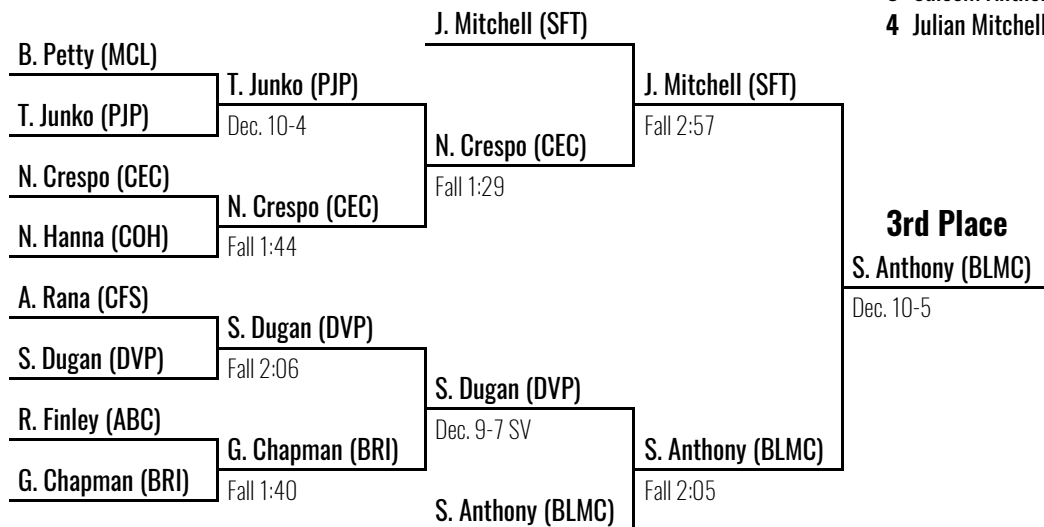 4 Julian Mitchell
J. Mitchell (SFT)
B. Petty (MCL)
T. Junko (PJP)
J. Mitchell (SFT)
T. Junko (PJP)
Dec. 10-4
Fall 2:57
N. Crespo (CEC)
N. Crespo (CEC)
Fall 1:29
N. Crespo (CEC)
N. Hanna (COH)
Fall 1:44
3rd Place
S. Anthony (BLMC)
Dec. 10-5
A. Rana (CFS)
S. Dugan (DVP)
S. Dugan (DVP)
Fall 2:06
S. Dugan (DVP)
Dec. 9-7 SV
R. Finley (ABC)
G. Chapman (BRI)
S. Anthony (BLMC)
G. Chapman (BRI)
Fall 1:40
Fall 2:05
S. Anthony (BLMC)